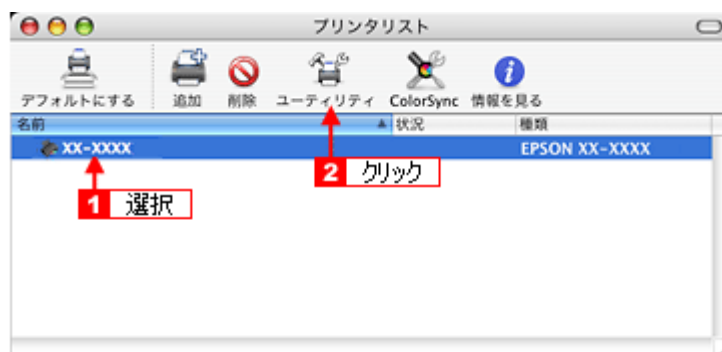 プリンタリスト
デフォルトにする 追加 削除 ユーティリティ ColorSync 情報を見る
名前 状況 種類
XX-XXXX EPSON XX-XXXX
2 クリック
1 選択